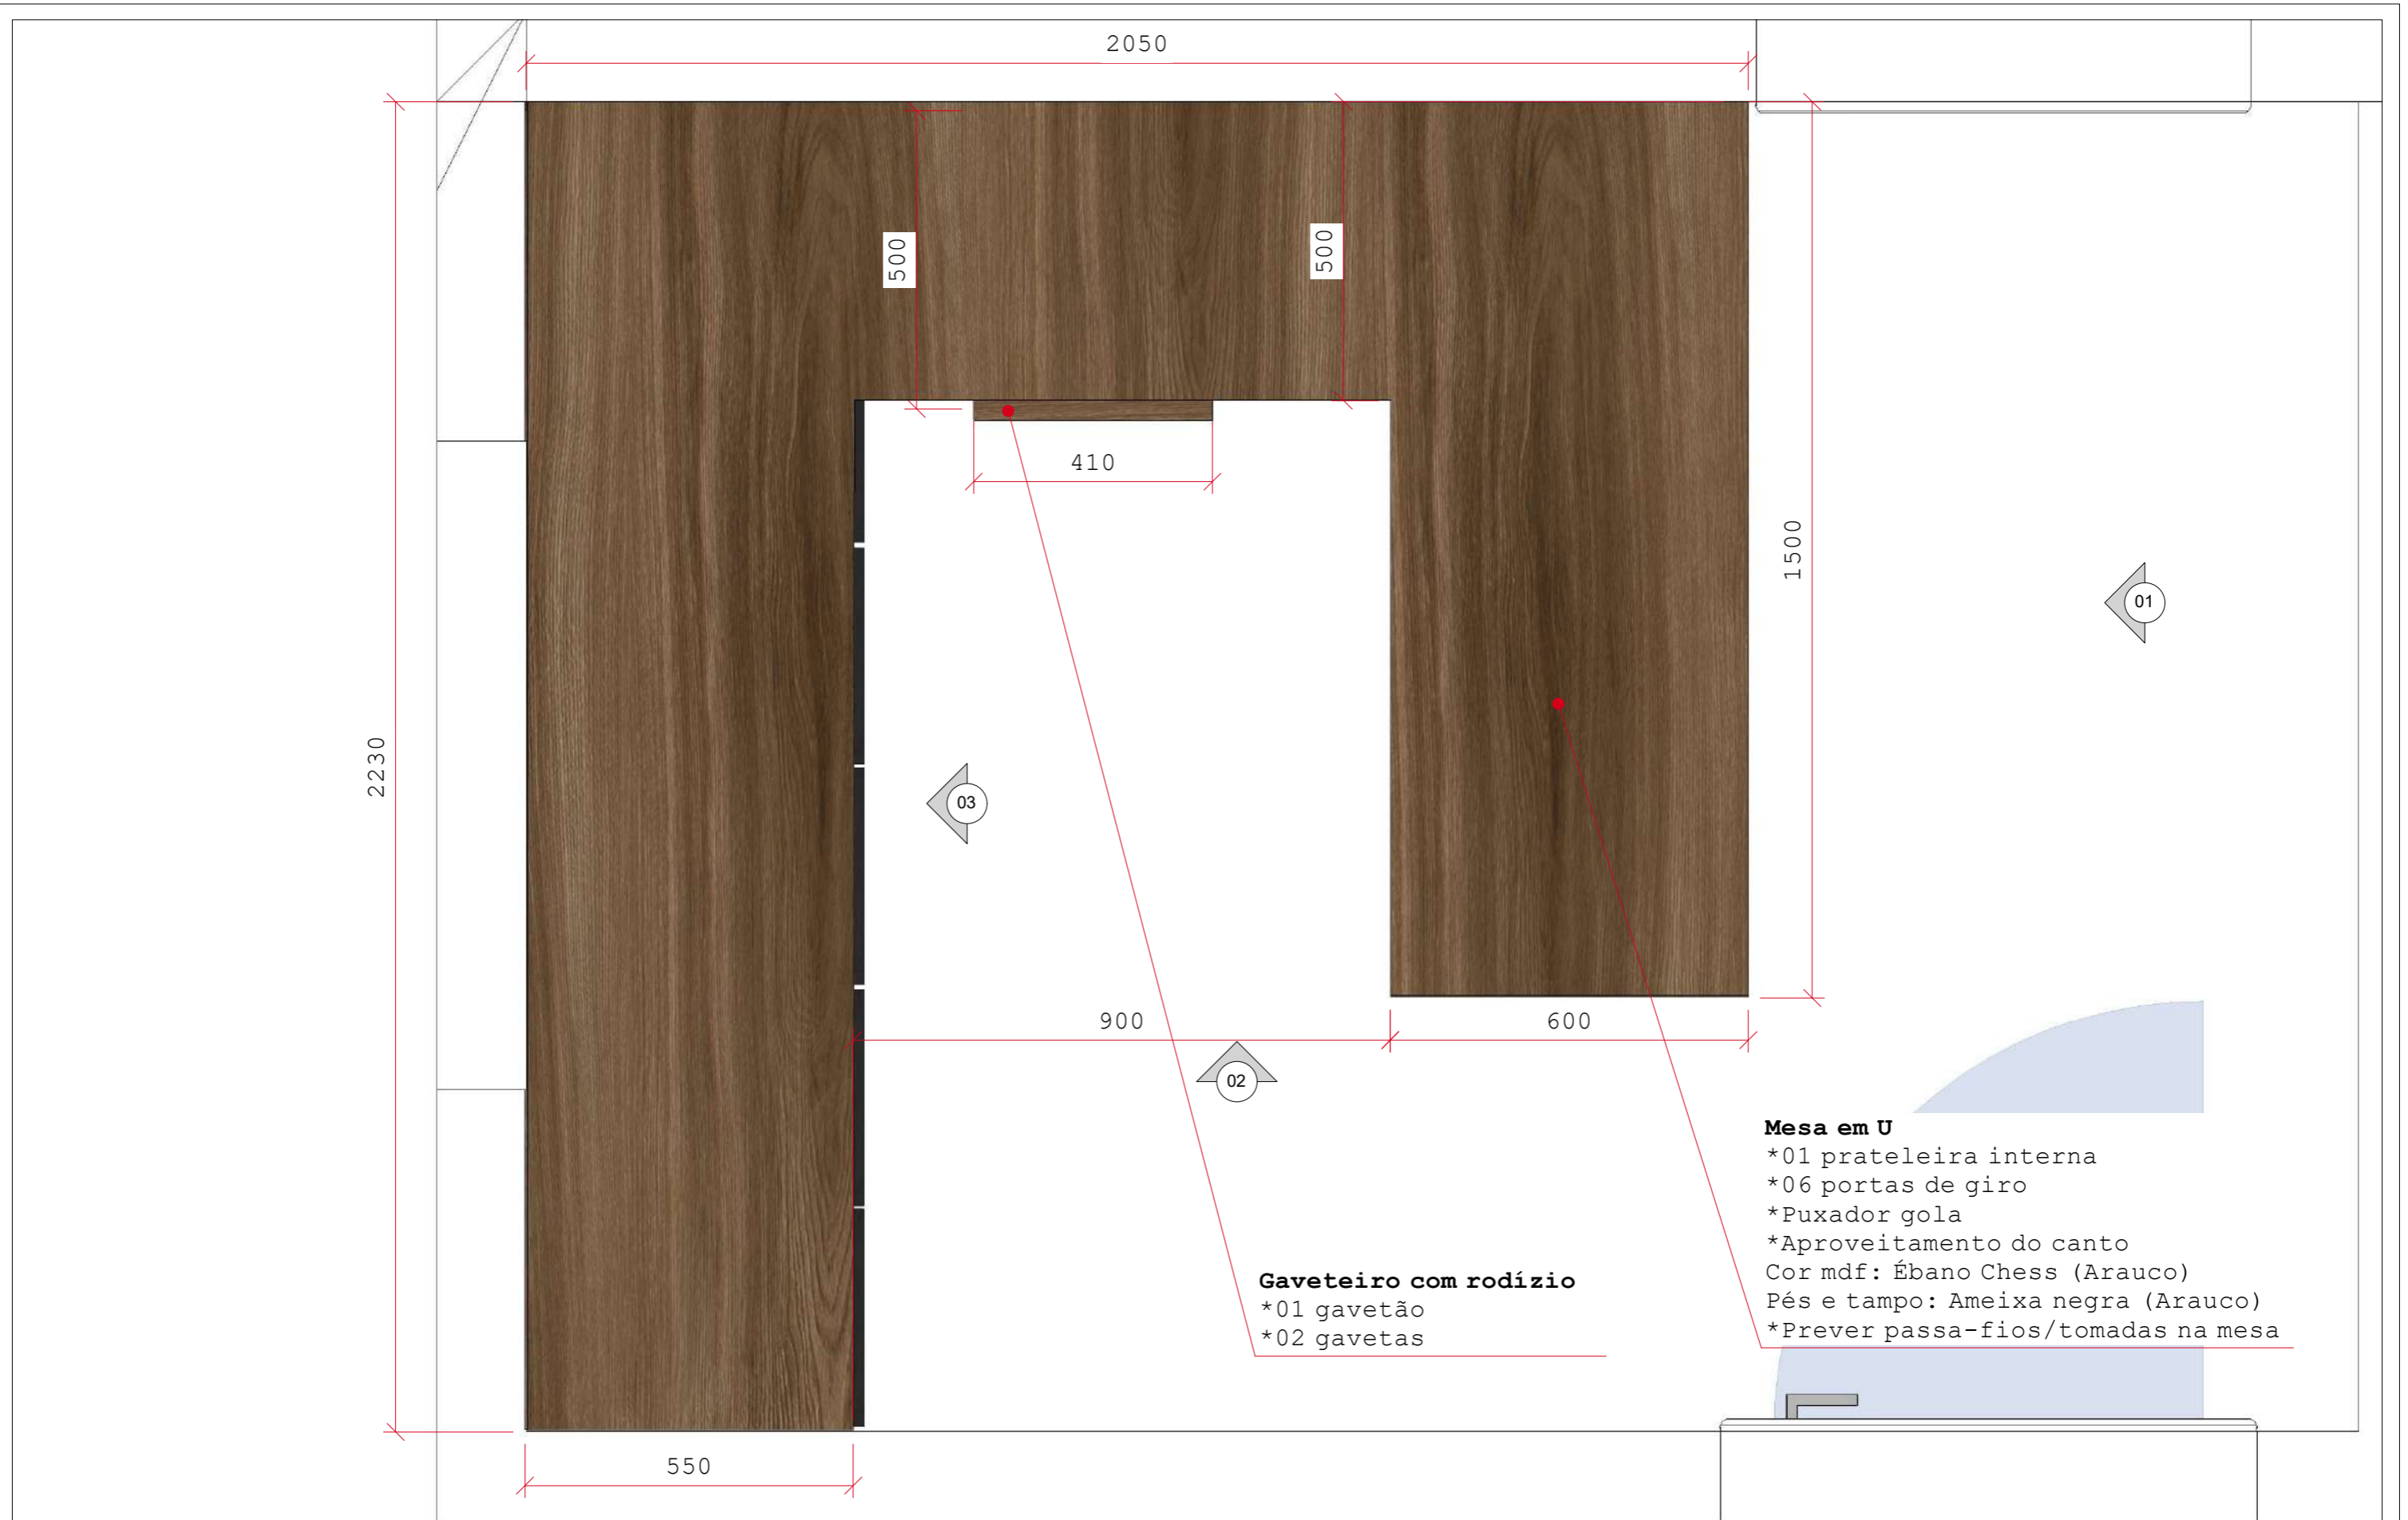 2050
500
500
410
1500
01
2230
03
900
600
02
Mesa em U
*01 prateleira interna
*06 portas de giro
*Puxador gola
*Aproveitamento do canto
Cor mdf: Ébano Chess (Arauco)
Pés e tampo: Ameixa negra (Arauco)
*Prever passa-fios/tomadas na mesa
Gaveteiro com rodízio
*01 gavetão
*02 gavetas
550